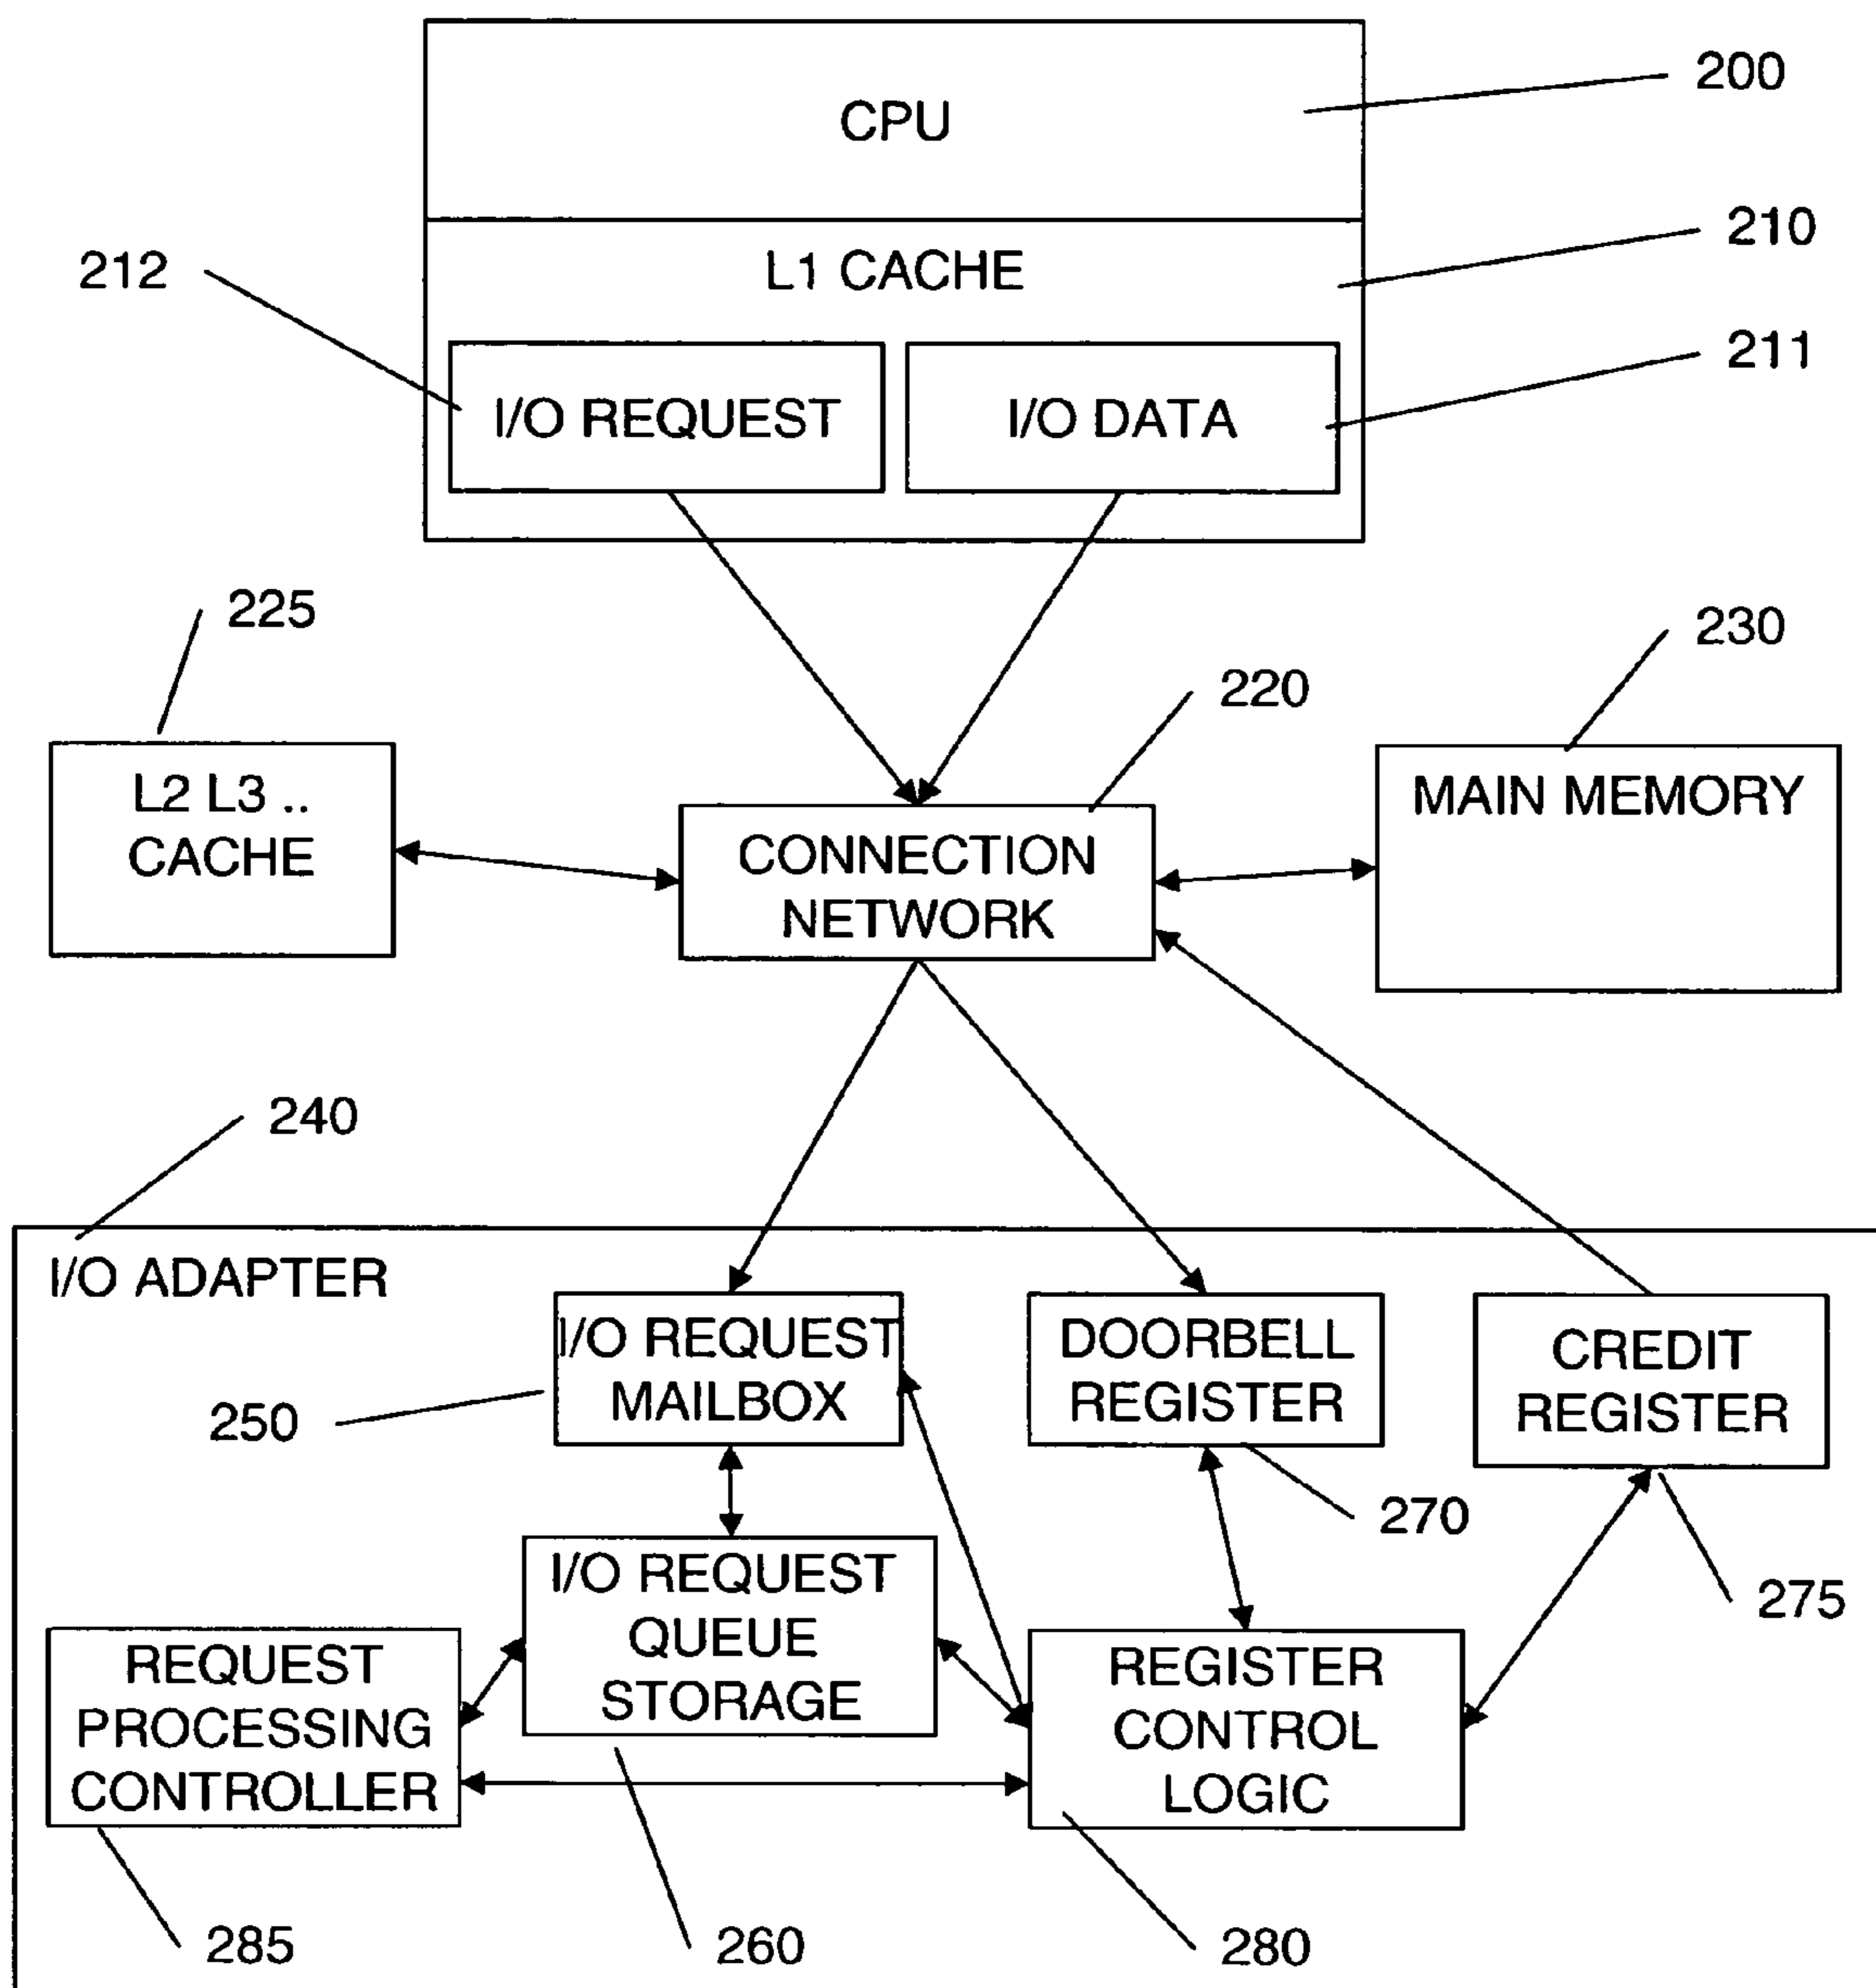 CPU
200
L1 CACHE
210
212
I/O REQUEST
I/O DATA
211
225
230
220
L2 L3 ..
CACHE
CONNECTION
NETWORK
MAIN MEMORY
240
I/O ADAPTER
I/O REQUEST
MAILBOX
250
DOORBELL
REGISTER
270
CREDIT
REGISTER
275
I/O REQUEST
QUEUE
STORAGE
REQUEST
PROCESSING
CONTROLLER
REGISTER
CONTROL
LOGIC
285
260
280